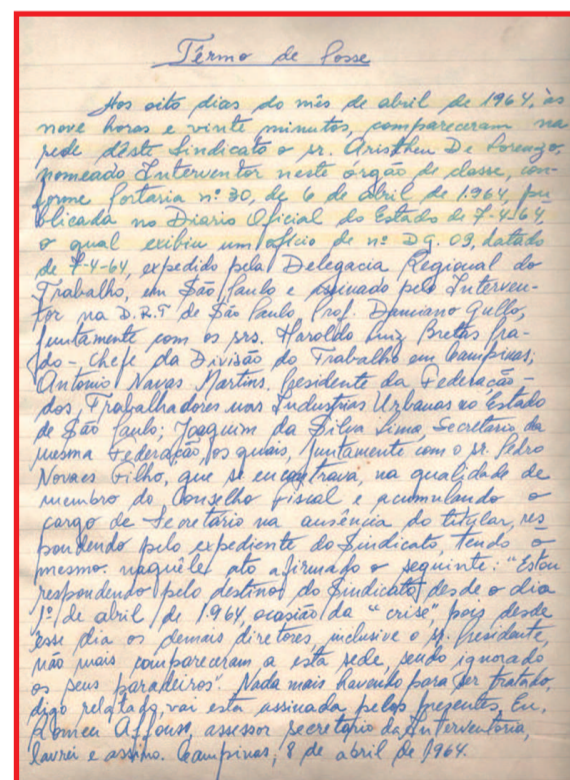 Têrmo de Posse
Aos oito dias do mês de abril de 1964, às
nove horas e vinte minutos, compareceram na
sede dêste Sindicato o sr. Aristheu De Lorenzo,
nomeado Interventor neste órgão de classe, con-
forme Portaria nº 30, de 6 de abril de 1.964, pu-
blicada no Diario Oficial do Estado de 7-4-64,
o qual exibiu um ofício de nº DG. 09, datado
de 7-4-64, expedido pela Delegacia Regional do
Trabalho, em São Paulo e assinado pelo Interven-
tor na D.R.T de São Paulo Prof. Damiano Gullo,
juntamente com os srs. Haroldo Luiz Bretas Pra-
do - Chefe da Divisão do Trabalho em Campinas;
Antonio Navas Martins. Presidente da Federação
dos Trabalhadores nas Industrias Urbanas no Estado
de São Paulo; Joaquim da Silva Lima, Secretario da
mesma Federação, os quais, juntamente com o sr. Pedro
Novaes Filho, que se encontrava, na qualidade de
membro do Conselho Fiscal e acumulando o
cargo de Secretario na ausência do titular, res
pondendo pelo expediente do Sindicato, tendo o
mesmo. naquele ato afirmado o seguinte: "Estou
respondendo pelo destino do Sindicato, desde o dia
1º de abril de 1.964, ocasião da "crise", pois desde
êsse dia os demais diretores, inclusive o sr. Presidente,
não mais compareceram a esta sede, sendo ignorado
os seus paradeiros". Nada mais havendo para ser tratado,
digo relatado, vai esta assinada pelos presentes, Eu,
Romeu Affonso, assessor secretario da Interventoria,
lavrei e assino. Campinas, 8 de abril de 1964.